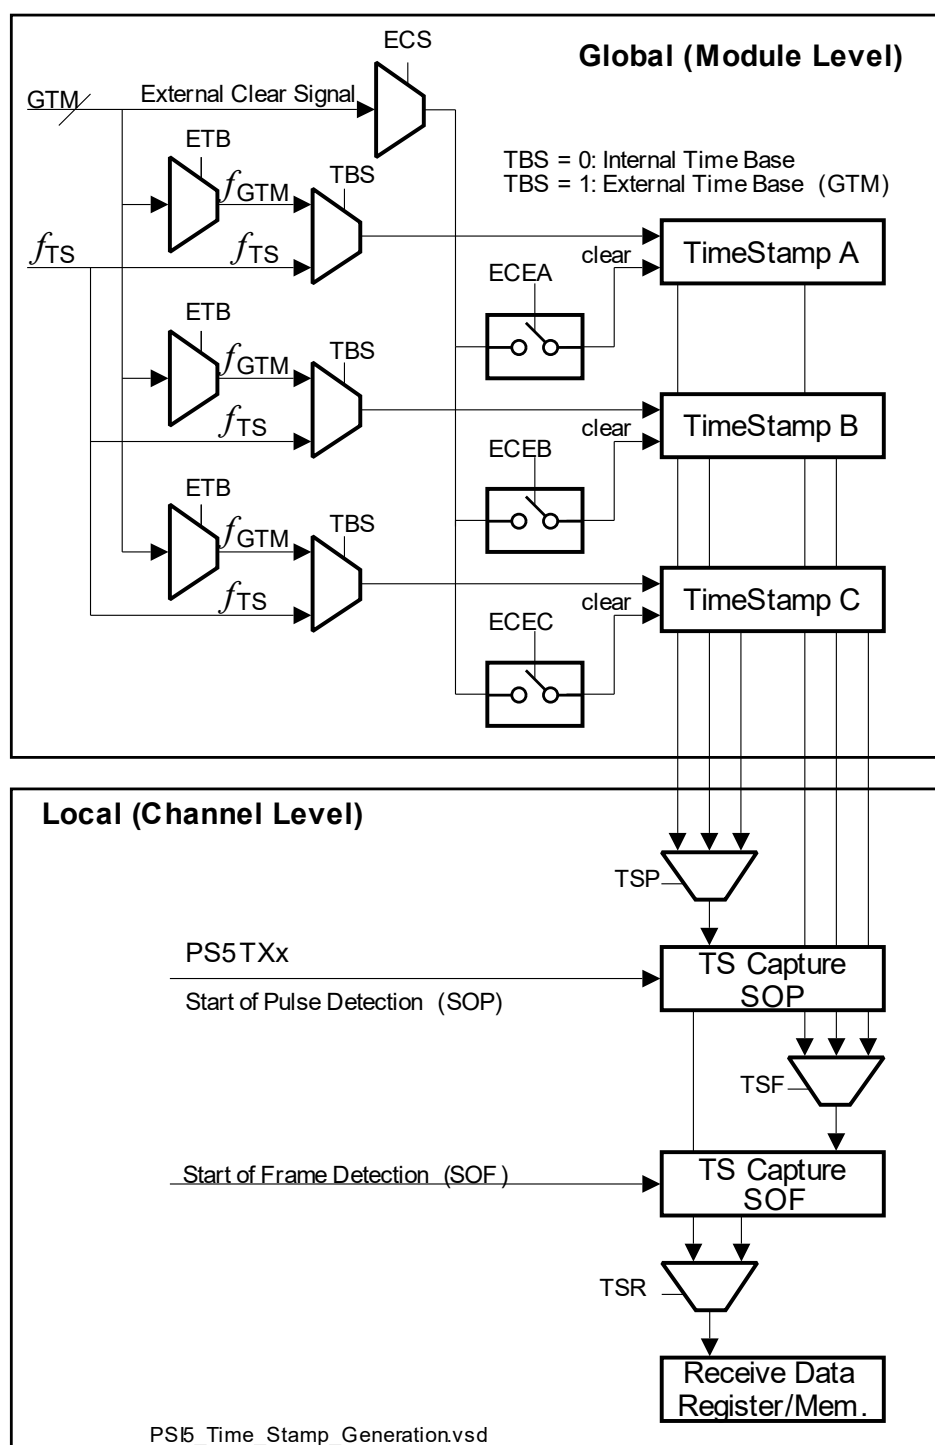 ECS
Global (Module Level)
GTM
External Clear Signal
ETB
TBS = 0: Internal Time Base
TBS = 1: External Time Base (GTM)
fGTM
TBS
fTS
fTS
TimeStamp A
clear
ECEA
ETB
fGTM
TBS
fTS
TimeStamp B
clear
ECEB
ETB
fGTM
TBS
fTS
TimeStamp C
clear
ECEC
Local (Channel Level)
TSP
PS5TXx
Start of Pulse Detection (SOP)
TS Capture
SOP
TSF
Start of Frame Detection (SOF)
TS Capture
SOF
TSR
Receive Data
Register/Mem.
PSI5_Time_Stamp_Generation.vsd